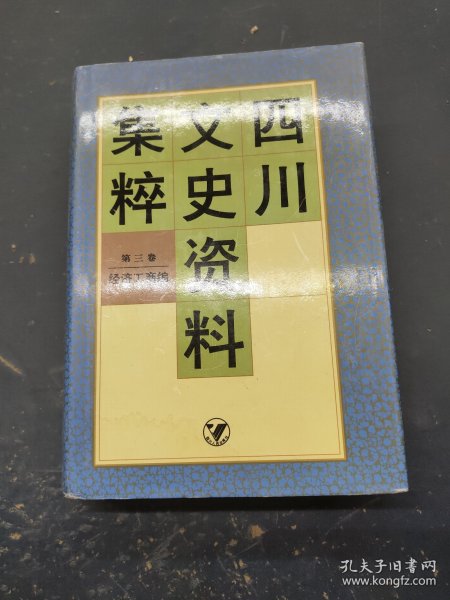 四川
文史资料
集粹
第三卷
经济工商编
孔夫子旧书网
www.kongfz.com